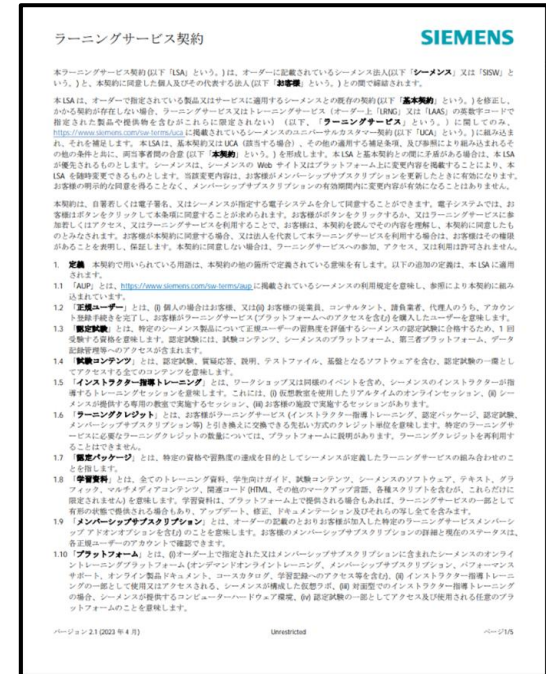 ラーニングサービス契約
SIEMENS
本ラーニングサービス契約 (以下「LSA」という。) は、オーダーに記載されているシーメンス法人(以下「シーメンス」又は「SISW」と
いう。) と、本契約に同意した個人及びその代表する法人 (以下「お客様」という。) との間で締結されます。
本 LSA は、オーダーで指定されている製品又はサービスに適用するシーメンスとの既存の契約 (以下「基本契約」という。) を修正し、
かかる契約が存在しない場合、ラーニングサービス又はトレーニングサービス (オーダー上「LRNG」又は「LAAS」の英数字コードで
指定された製品や提供物を含むがこれらに限定されない) (以下、「ラーニングサービス」という。) に関してのみ、
https://www.siemens.com/sw-terms/uca に掲載されているシーメンスのユニバーサルカスタマー契約 (以下「UCA」という。) に組み込ま
れ、それを補足します。本 LSA は、基本契約又は UCA (該当する場合) 、その他の適用する補足条項、及び参照により組み込まれるそ
の他の条件と共に、両当事者間の合意 (以下「本契約」という。) を形成します。本 LSA と基本契約との間に矛盾がある場合は、本 LSA
が優先されるものとします。シーメンスは、シーメンスの Web サイト又はプラットフォーム上に変更内容を掲載することにより、本
LSA を随時変更できるものとします。当該変更内容は、お客様がメンバーシップサブスクリプションを更新したときに有効になります。
お客様の明示的な同意を得ることなく、メンバーシップサブスクリプションの有効期間内に変更内容が有効になることはありません。
本契約は、自署若しくは電子署名、又はシーメンスが指定する電子システムを介して同意することができます。電子システムでは、お
客様はボタンをクリックして本条項に同意することが求められます。お客様がボタンをクリックするか、又はラーニングサービスに参
加若しくはアクセス、又はラーニングサービスを利用することで、お客様は、本契約を読んでその内容を理解し、本契約に同意したも
のとみなされます。お客様が本契約に同意する場合、又は法人を代表して本ラーニングサービスを利用する場合は、お客様はその権限
があることを表明し、保証します。本契約に同意しない場合は、ラーニングサービスへの参加、アクセス、又は利用は許可されません。
1. 定義 本契約で用いられている用語は、本契約の他の箇所で定義されている意味を有します。以下の追加の定義は、本 LSA に適用
されます。
1.1 「AUP」とは、https://www.siemens.com/sw-terms/aup に掲載されているシーメンスの利用規定を意味し、参照により本契約に組み
込まれています。
1.2 「正規ユーザー」とは、(i) 個人の場合はお客様、又は(ii) お客様の従業員、コンサルタント、請負業者、代理人のうち、アカウン
ト登録手続きを完了し、お客様がラーニングサービス (プラットフォームへのアクセスを含む) を購入したユーザーを意味します。
1.3 「認定試験」とは、特定のシーメンス製品について正規ユーザーの習熟度を評価するシーメンスの認定試験に合格するため、1 回
受験する資格を意味します。認定試験には、試験コンテンツ、シーメンスのプラットフォーム、第三者プラットフォーム、データ
記録管理等へのアクセスが含まれます。
1.4 「試験コンテンツ」とは、認定試験、質疑応答、説明、テストファイル、基盤となるソフトウェアを含む、認定試験の一環とし
てアクセスする全てのコンテンツを意味します。
1.5 「インストラクター指導トレーニング」とは、ワークショップ又は同様のイベントを含め、シーメンスのインストラクターが指
導するトレーニングセッションを意味します。これには、(i) 仮想教室を使用したリアルタイムのオンラインセッション、(ii) シー
メンスが提供する専用の教室で実施するセッション、(iii) お客様の施設で実施するセッションがあります。
1.6 「ラーニングクレジット」とは、お客様がラーニングサービス (インストラクター指導トレーニング、認定パッケージ、認定試験、
メンバーシップサブスクリプション等) と引き換えに交換できる先払い方式のクレジット単位を意味します。特定のラーニングサ
ービスに必要なラーニングクレジットの数量については、プラットフォームに説明があります。ラーニングクレジットを再利用す
ることはできません。
1.7 「認定パッケージ」とは、特定の資格や習熟度の達成を目的としてシーメンスが定義したラーニングサービスの組み合わせのこ
とを指します。
1.8 「学習資料」とは、全てのトレーニング資料、学生向けガイド、試験コンテンツ、シーメンスのソフトウェア、テキスト、グラ
フィック、マルチメディアコンテンツ、関連コード (HTML、その他のマークアップ言語、各種スクリプトを含むが、これらだけに
限定されません) を意味します。学習資料は、プラットフォーム上で提供される場合もあれば、ラーニングサービスの一部として
有形の状態で提供される場合もあり、アップデート、修正、ドキュメンテーション及びそれらの写し全てを含みます。
1.9 「メンバーシップサブスクリプション」とは、オーダーの記載のとおりお客様が加入した特定のラーニングサービスメンバーシ
ップ アドオンオプションを含む) のことを意味します。お客様のメンバーシップサブスクリプションの詳細と現在のステータスは、
各正規ユーザーのアカウントで確認できます。
1.10 「プラットフォーム」とは、(i)オーダー上で指定された又はメンバーシップサブスクリプションに含まれたシーメンスのオンライ
ントレーニングプラットフォーム (オンデマンドオンライントレーニング、メンバーシップサブスクリプション、パフォーマンス
サポート、オンライン製品ドキュメント、コースカタログ、学習記録へのアクセス等を含む)、(ii) インストラクター指導トレーニ
ングの一部として使用又はアクセスされる、シーメンスが構成した仮想ラボ、(iii) 対面型でのインストラクター指導トレーニング
の場合、シーメンスが提供するコンピューターハードウェア環境、(iv) 認定試験の一部としてアクセス及び使用される任意のプラ
ットフォームのことを意味します。
バージョン 2.1 (2023 年 4 月)
Unrestricted
ページ1/5